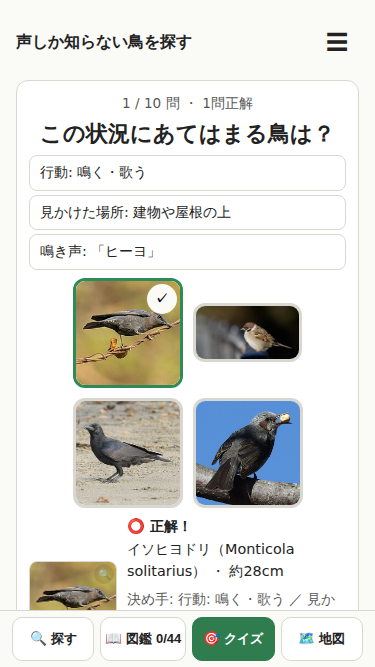 声しか知らない鳥を探す
☰
1 / 10 問 ・ 1問正解
この状況にあてはまる鳥は？
行動: 鳴く・歌う
見かけた場所: 建物や屋根の上
鳴き声: 「ヒーヨ」
✓
⭕ 正解！
イソヒヨドリ（Monticola
solitarius） ・ 約28cm
決め手: 行動: 鳴く・歌う ／ 見か
🔍 探す
📖 図鑑 0/44
🎯 クイズ
🗺️ 地図